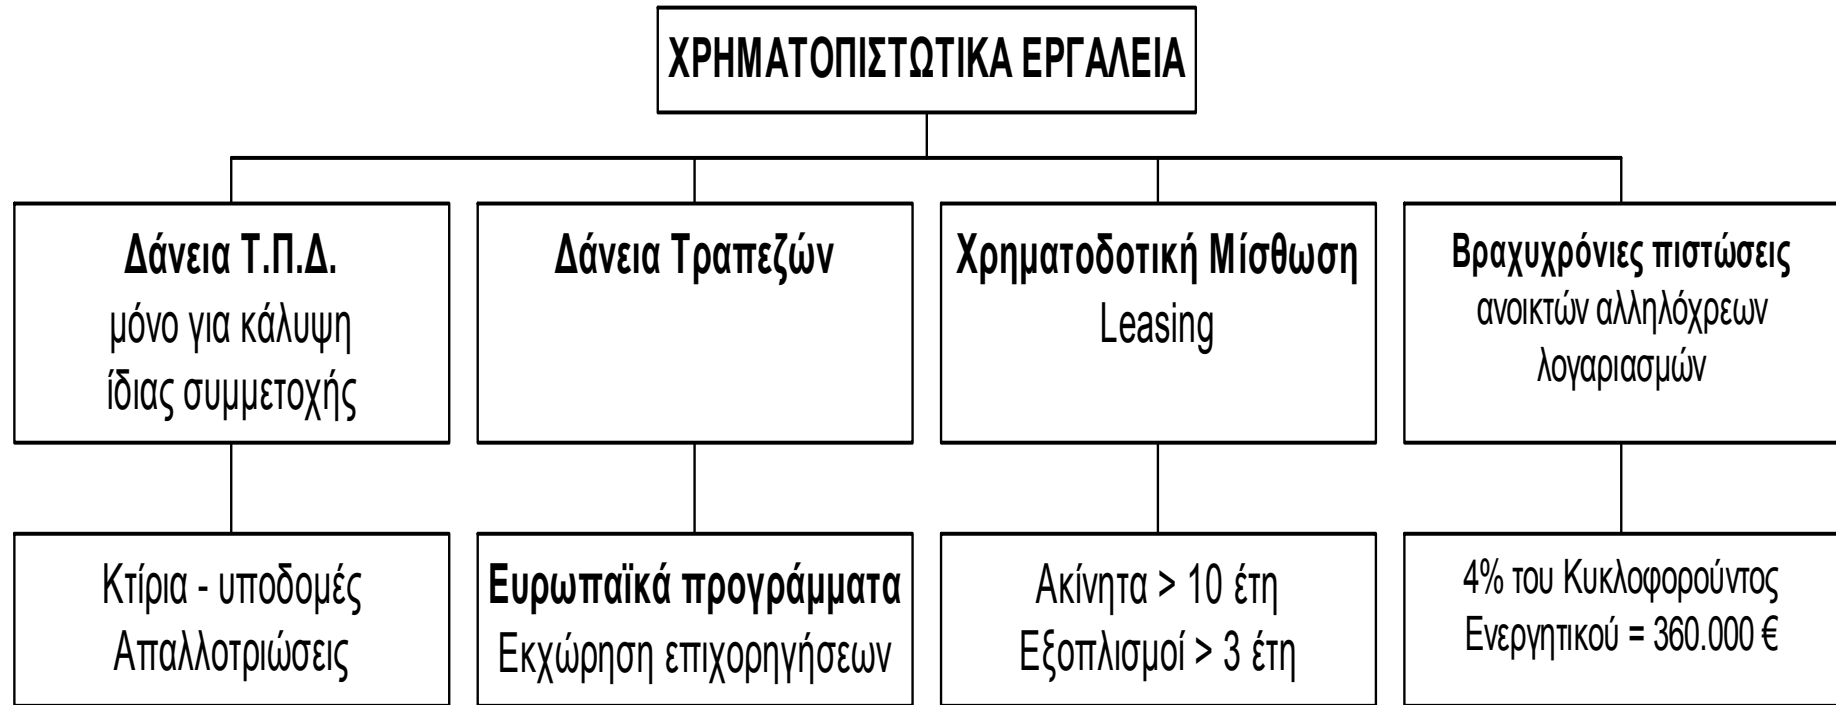 ΧΡΗΜΑΤΟΠΙΣΤΩΤΙΚΑ ΕΡΓΑΛΕΙΑ
Δάνεια Τ.Π.Δ.
μόνο για κάλυψη
ίδιας συμμετοχής
Δάνεια Τραπεζών
Χρηματοδοτική Μίσθωση
Leasing
Βραχυχρόνιες πιστώσεις
ανοικτών αλληλόχρεων
λογαριασμών
Κτίρια - υποδομές
Απαλλοτριώσεις
Ευρωπαϊκά προγράμματα
Εκχώρηση επιχορηγήσεων
Ακίνητα > 10 έτη
Εξοπλισμοί > 3 έτη
4% του Κυκλοφορούντος
Ενεργητικού = 360.000 €